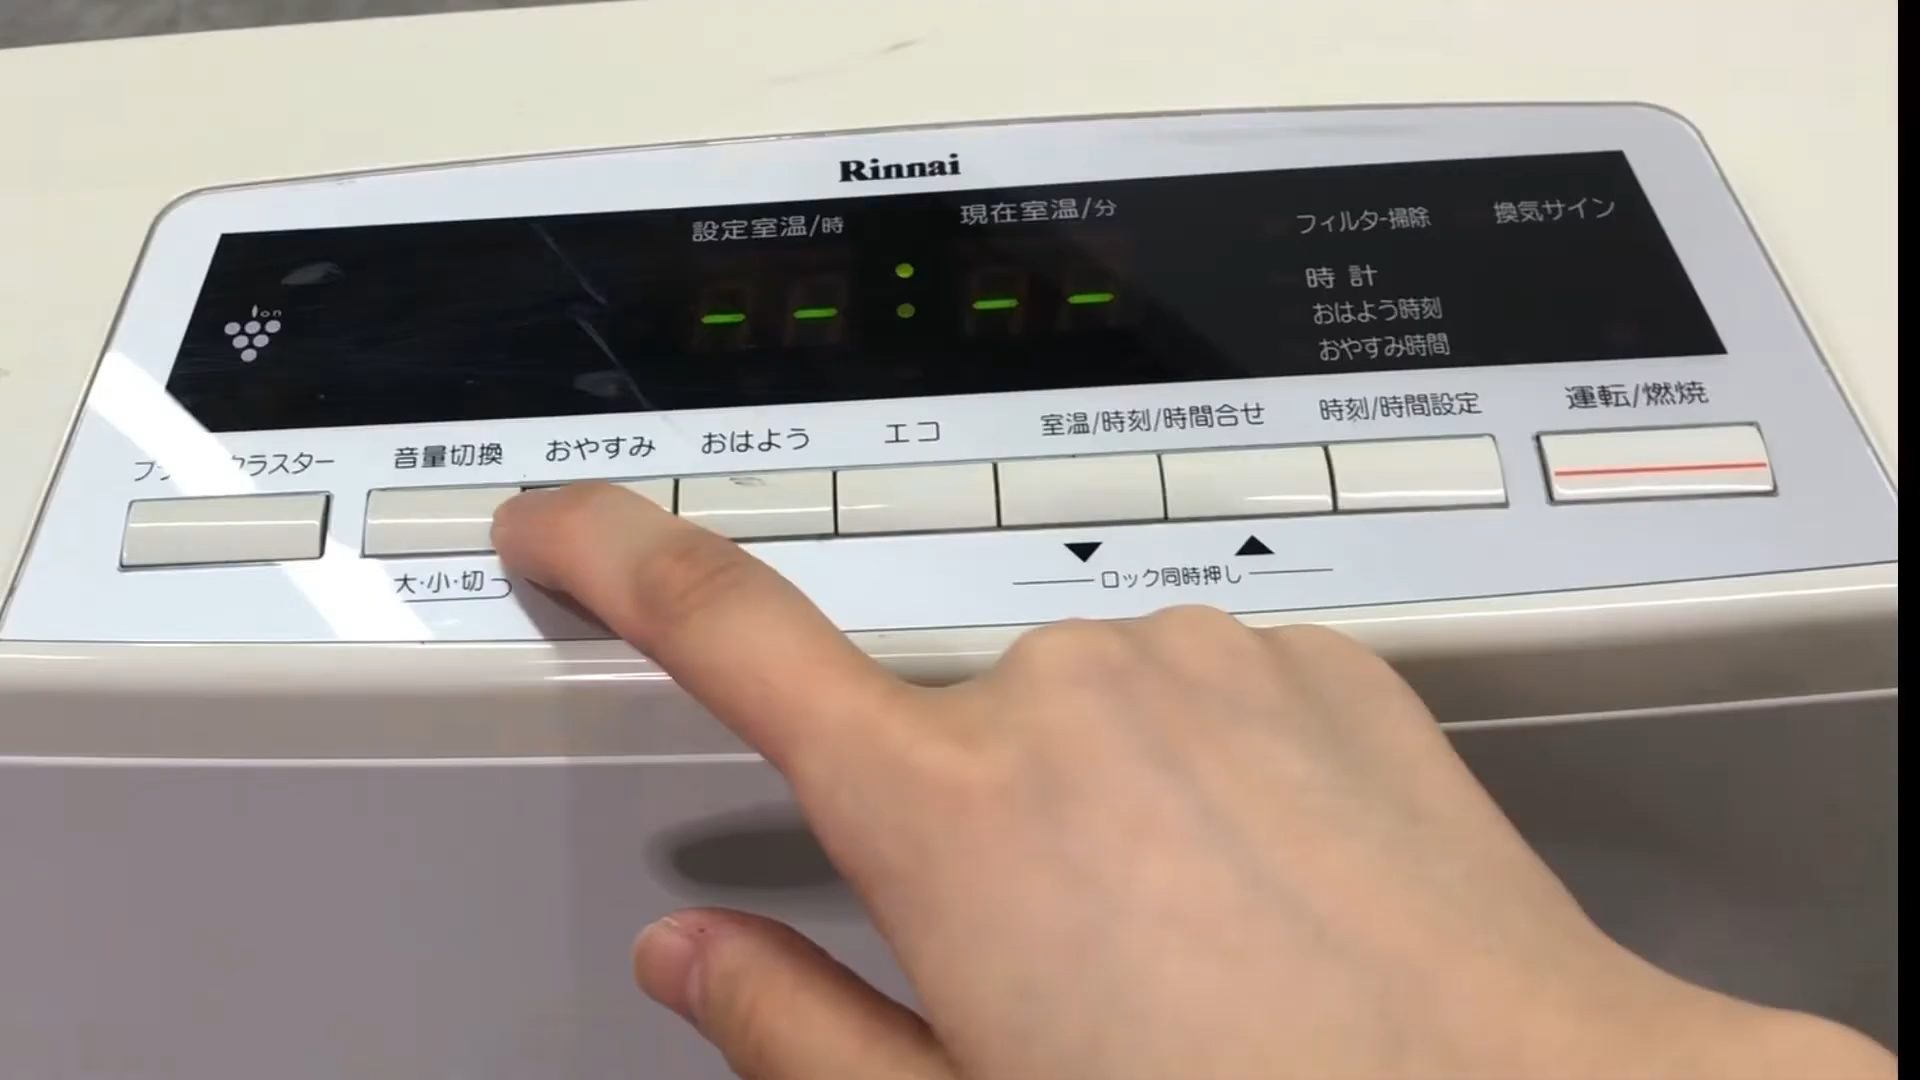 Rinnai
設定室温/時
現在室温/分
フィルター掃除
換気サイン
Ion
時計
おはよう時刻
おやすみ時間
音量切換
おやすみ
おはよう
エコ
室温/時刻/時間合せ
時刻/時間設定
運転/燃焼
大・小・切
▼
▲
ロック同時押し